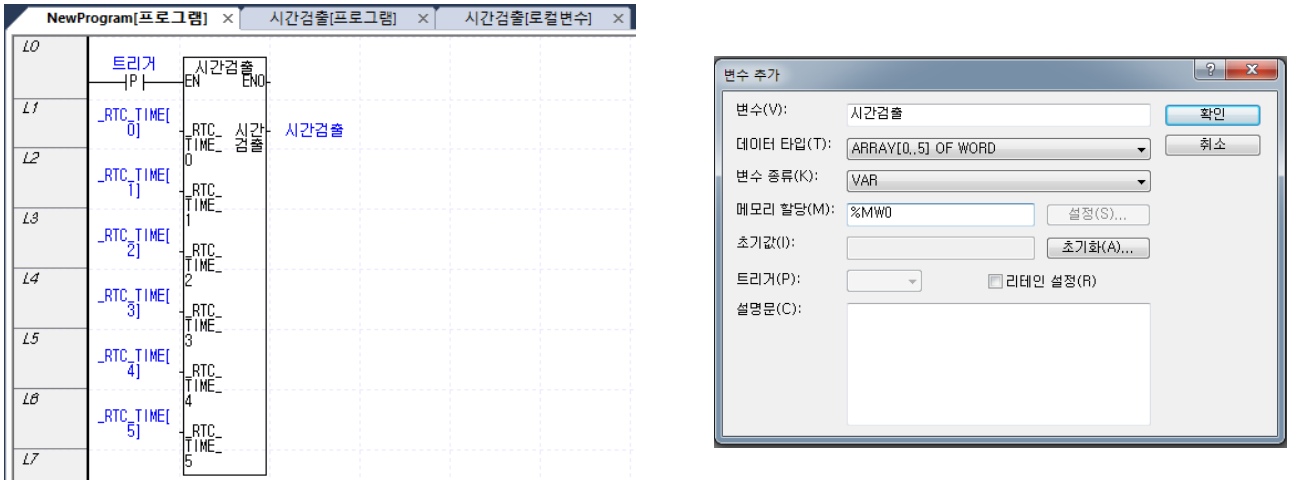 NewProgram[프로그램] ×
시간검출[프로그램] ×
시간검출[로컬변수] ×
L0
트리거
P
시간검출
EN ENO
L1
_RTC_TIME[
0]
_RTC_
TIME_
0
시간
검출
시간검출
L2
_RTC_TIME[
1]
_RTC_
TIME_
1
L3
_RTC_TIME[
2]
_RTC_
TIME_
2
L4
_RTC_TIME[
3]
_RTC_
TIME_
3
L5
_RTC_TIME[
4]
_RTC_
TIME_
4
L6
_RTC_TIME[
5]
_RTC_
TIME_
5
L7
변수 추가
변수(V):
시간검출
확인
데이터 타입(T):
ARRAY[0..5] OF WORD
취소
변수 종류(K):
VAR
메모리 할당(M):
%MW0
설정(S)...
초기값(I):
초기화(A)...
트리거(P):
리테인 설정(R)
설명문(C):